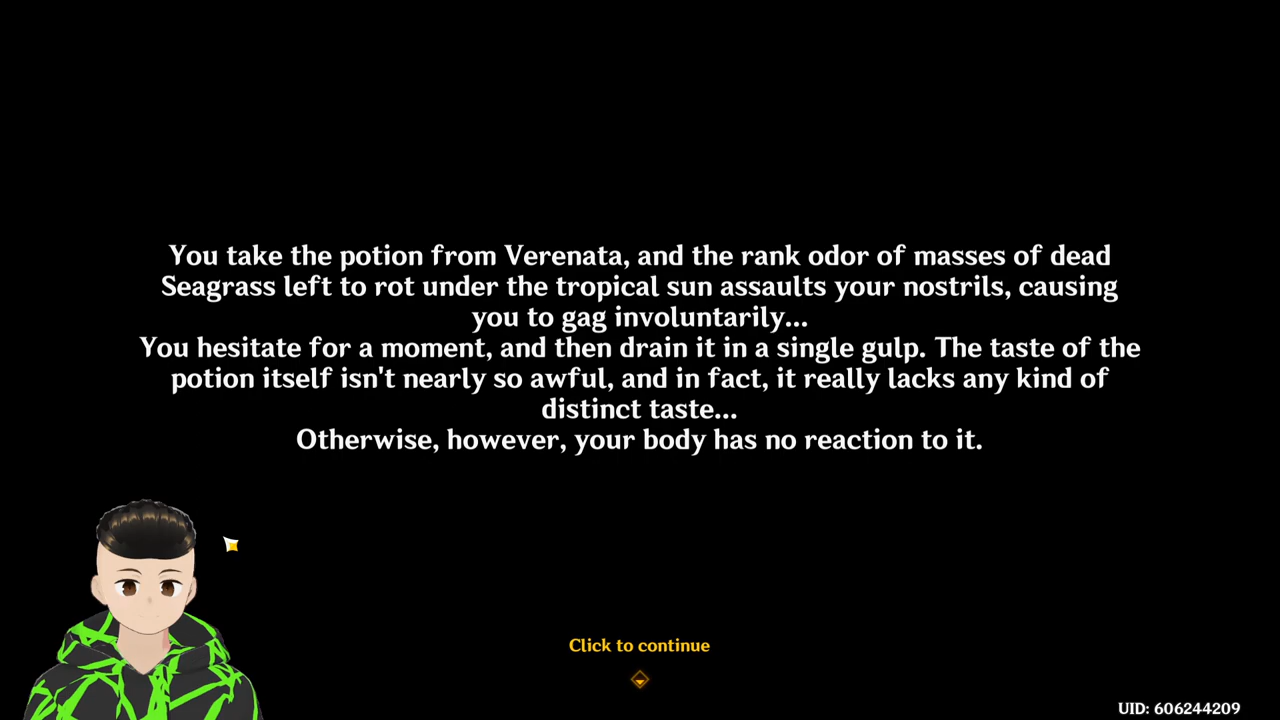 You take the potion from Verenata, and the rank odor of masses of dead
Seagrass left to rot under the tropical sun assaults your nostrils, causing
you to gag involuntarily...
You hesitate for a moment, and then drain it in a single gulp. The taste of the
potion itself isn't nearly so awful, and in fact, it really lacks any kind of
distinct taste...
Otherwise, however, your body has no reaction to it.
Click to continue
UID: 606244209